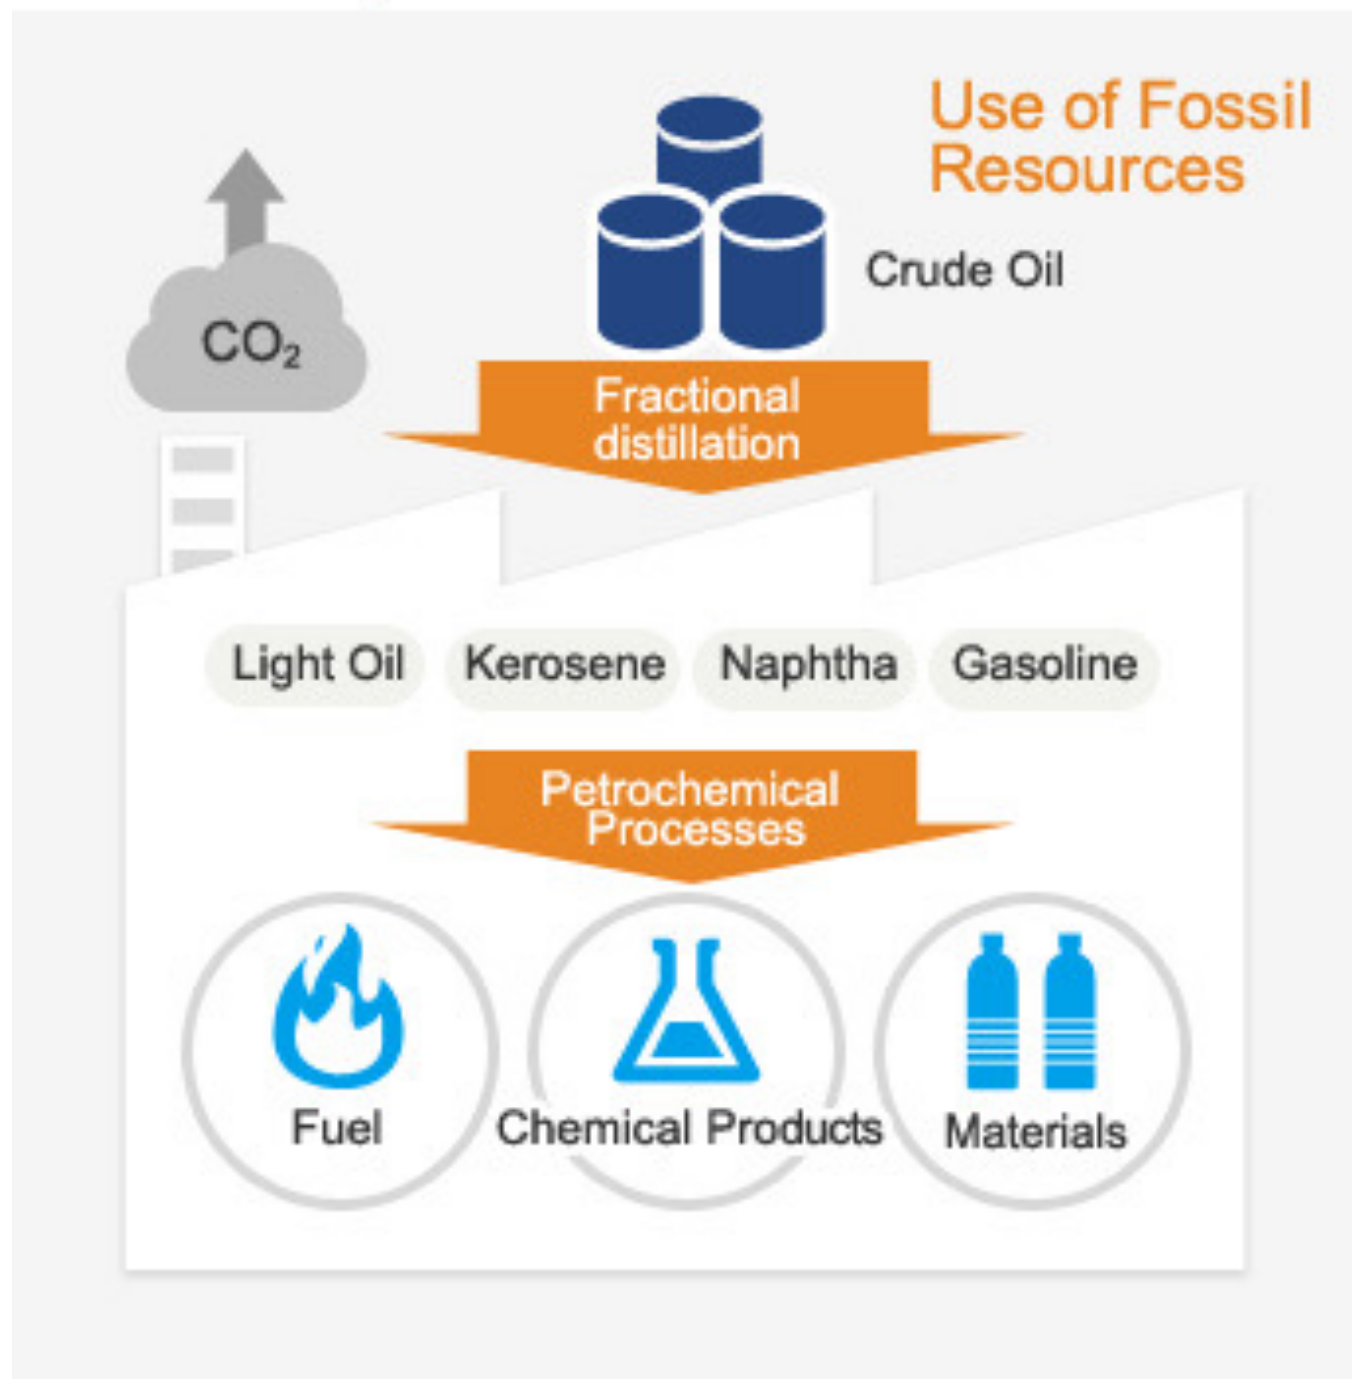 Use of Fossil
Resources
Crude Oil
CO₂
Fractional
distillation
Light Oil
Kerosene
Naphtha
Gasoline
Petrochemical
Processes
Fuel
Chemical Products
Materials